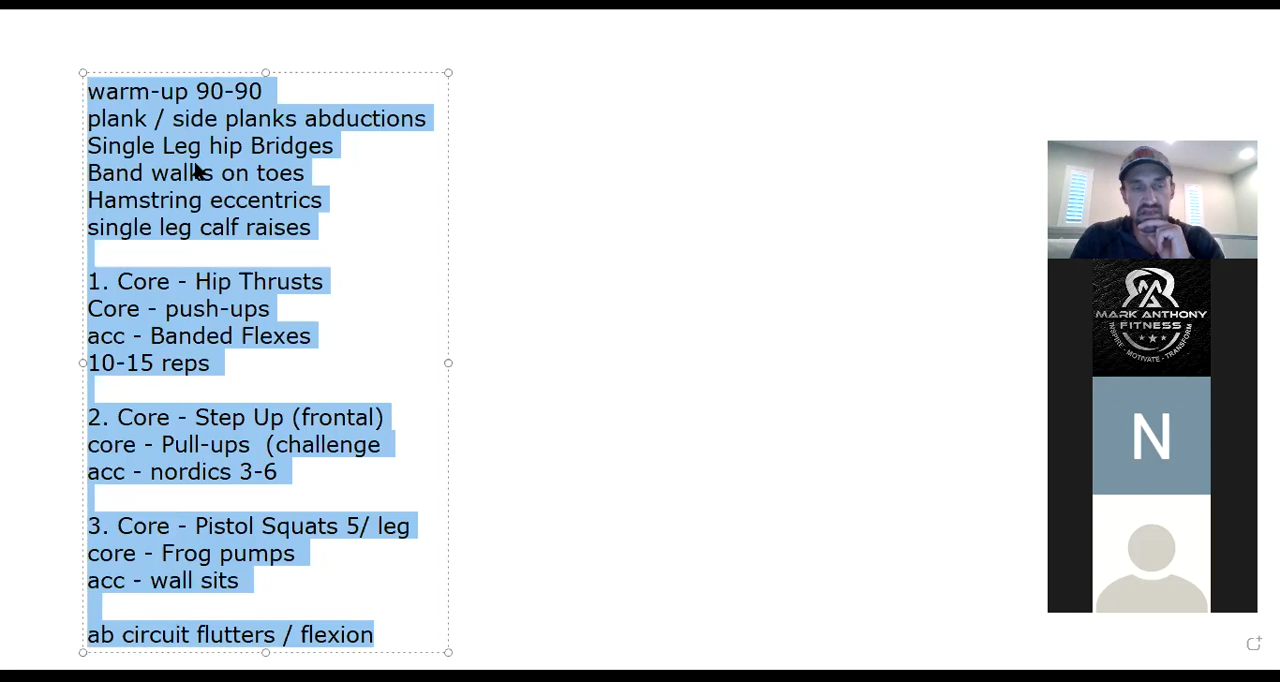 warm-up 90-90
plank / side planks abductions
Single Leg hip Bridges
Band walks on toes
Hamstring eccentrics
single leg calf raises
1. Core - Hip Thrusts
Core - push-ups
acc - Banded Flexes
10-15 reps
2. Core - Step Up (frontal)
core - Pull-ups  (challenge
acc - nordics 3-6
3. Core - Pistol Squats 5/ leg
core - Frog pumps
acc - wall sits
ab circuit flutters / flexion
MARK ANTHONY
FITNESS
INSPIRE - MOTIVATE - TRANSFORM
N